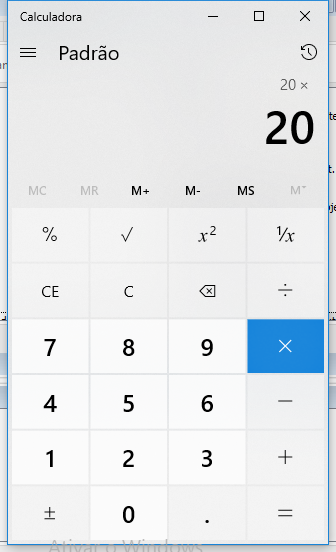 Calculadora
Padrão
20 ×
20
MC MR M+ M- MS M˅
% √ x² ⅟x
CE C ÷
7 8 9 ×
4 5 6 −
1 2 3 +
± 0 . =
Ativar o Windows